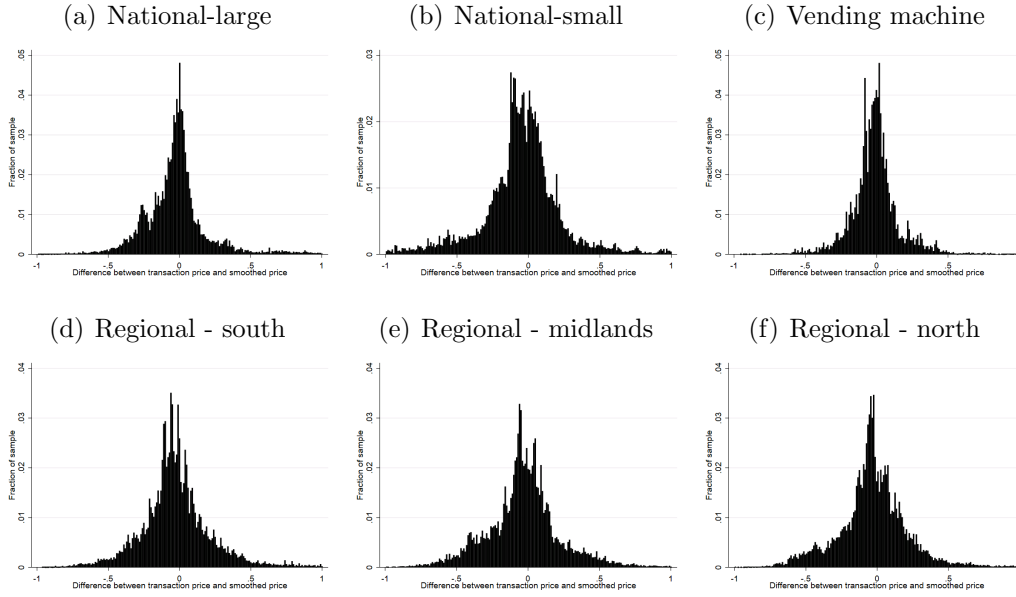 (a) National-large
(b) National-small
(c) Vending machine
Fraction of sample
0 .01 .02 .03 .04 .05
-1 -.5 0 .5 1
Difference between transaction price and smoothed price
Fraction of sample
0 .01 .02 .03
-1 -.5 0 .5 1
Difference between transaction price and smoothed price
Fraction of sample
0 .01 .02 .03 .04 .05
-1 -.5 0 .5
Difference between transaction price and smoothed price
(d) Regional - south
(e) Regional - midlands
(f) Regional - north
Fraction of sample
0 .01 .02 .03 .04
-1 -.5 0 .5 1
Difference between transaction price and smoothed price
Fraction of sample
0 .01 .02 .03 .04
-1 -.5 0 .5 1
Difference between transaction price and smoothed price
Fraction of sample
0 .01 .02 .03 .04
-1 -.5 0 .5
Difference between transaction price and smoothed price